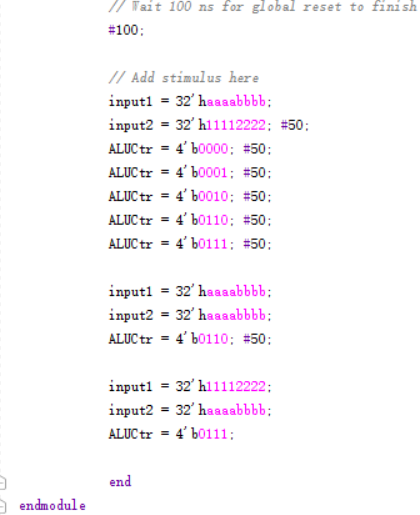 // Wait 100 ns for global reset to finish
#100;
// Add stimulus here
input1 = 32'haaaabbbb;
input2 = 32'h11112222; #50;
ALUCtr = 4'b0000; #50;
ALUCtr = 4'b0001; #50;
ALUCtr = 4'b0010; #50;
ALUCtr = 4'b0110; #50;
ALUCtr = 4'b0111; #50;
input1 = 32'haaaabbbb;
input2 = 32'haaaabbbb;
ALUCtr = 4'b0110; #50;
input1 = 32'h11112222;
input2 = 32'haaaabbbb;
ALUCtr = 4'b0111;
end
endmodule